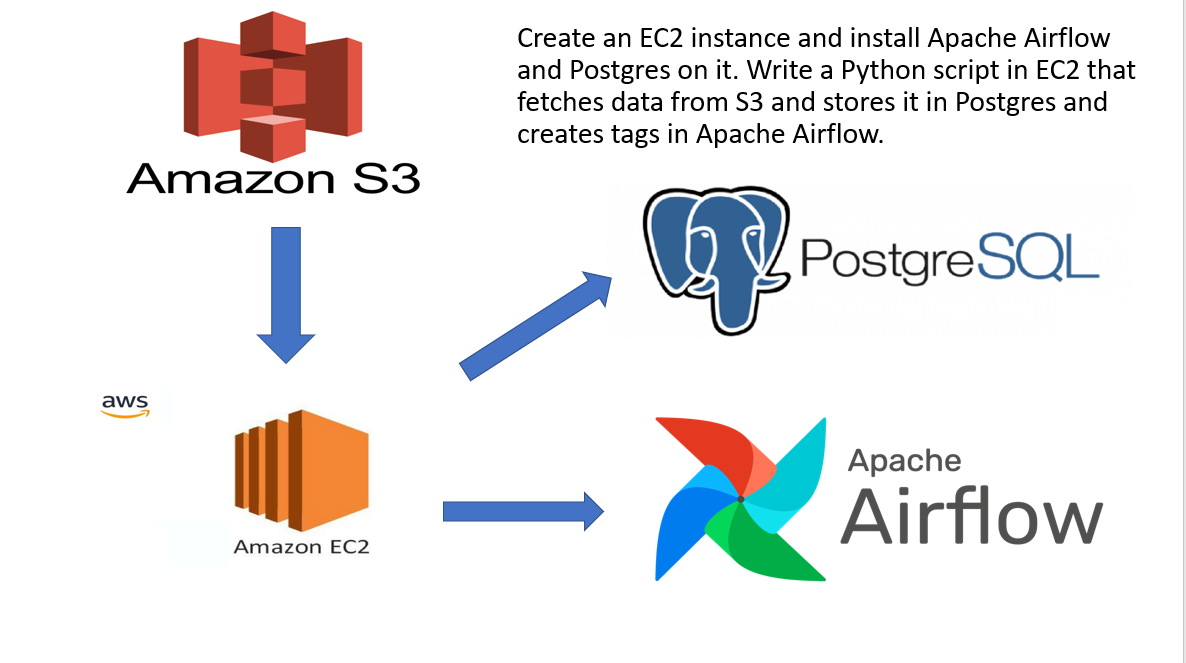 Create an EC2 instance and install Apache Airflow
and Postgres on it. Write a Python script in EC2 that
fetches data from S3 and stores it in Postgres and
creates tags in Apache Airflow.
Amazon S3
PostgreSQL
aws
Amazon EC2
Apache
Airflow